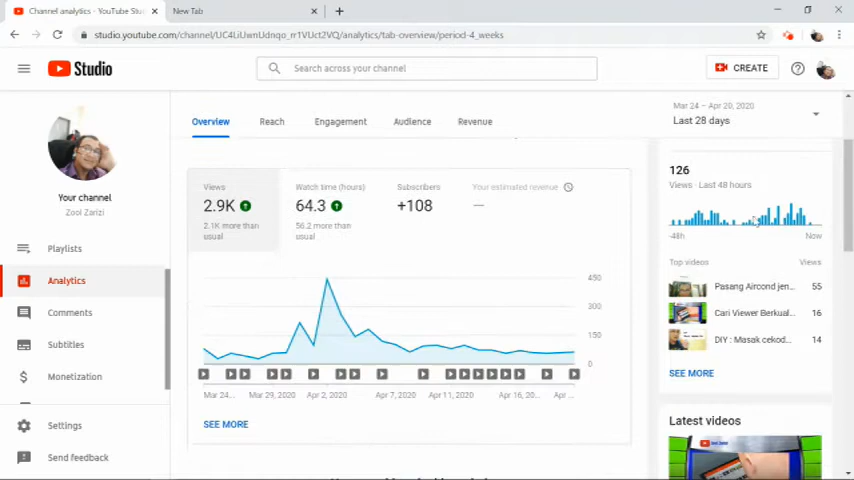 Channel analytics - YouTube Stu
New Tab
studio.youtube.com/channel/UC4LiUwnUdnqo_rr1VUct2VQ/analytics/tab-overview/period-4_weeks
Studio
Search across your channel
CREATE
Your channel
Zool Zarizi
Playlists
Analytics
Comments
Subtitles
Monetization
Settings
Send feedback
Overview
Reach
Engagement
Audience
Revenue
Mar 24 – Apr 20, 2020
Last 28 days
Views
2.9K
2.1K more than
usual
Watch time (hours)
64.3
56.2 more than
usual
Subscribers
+108
Your estimated revenue
—
450
300
150
0
Mar 24...
Mar 29, 2020
Apr 2, 2020
Apr 7, 2020
Apr 11, 2020
Apr 16, 20...
Apr ...
SEE MORE
126
Views · Last 48 hours
-48h
Now
Top videos
Views
Pasang Aircond jen...
55
Cari Viewer Berkual...
16
DIY : Masak cekod...
14
SEE MORE
Latest videos